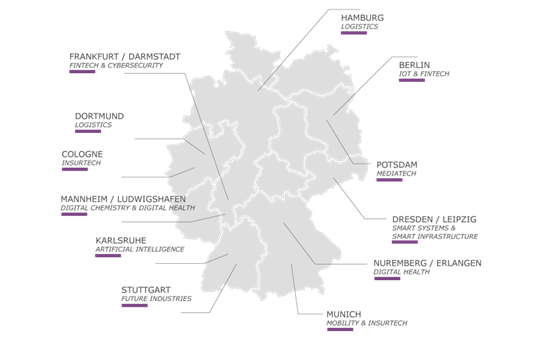 HAMBURG
LOGISTICS
FRANKFURT / DARMSTADT
FINTECH & CYBERSECURITY
BERLIN
IOT & FINTECH
DORTMUND
LOGISTICS
COLOGNE
INSURTECH
POTSDAM
MEDIATECH
MANNHEIM / LUDWIGSHAFEN
DIGITAL CHEMISTRY & DIGITAL HEALTH
DRESDEN / LEIPZIG
SMART SYSTEMS &
SMART INFRASTRUCTURE
KARLSRUHE
ARTIFICIAL INTELLIGENCE
NUREMBERG / ERLANGEN
DIGITAL HEALTH
STUTTGART
FUTURE INDUSTRIES
MUNICH
MOBILITY & INSURTECH